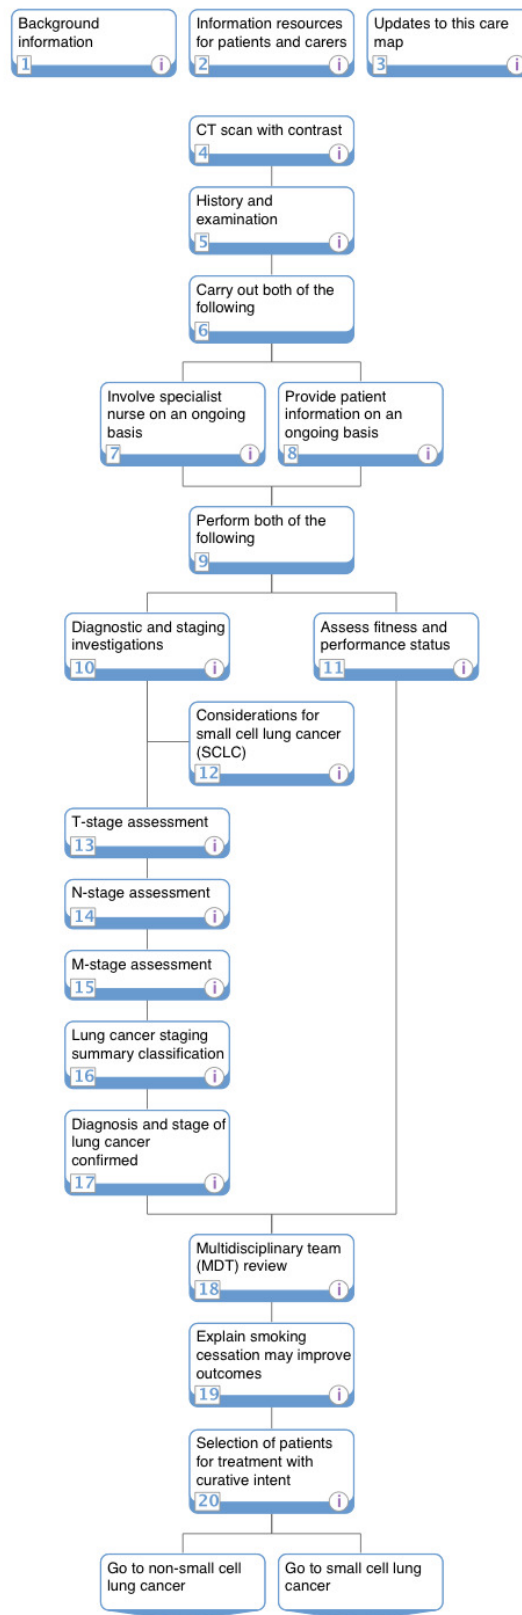 Background
information
1
i
Information resources
for patients and carers
2
i
Updates to this care
map
3
i
CT scan with contrast
4
i
History and
examination
5
i
Carry out both of the
following
6
Involve specialist
nurse on an ongoing
basis
7
i
Provide patient
information on an
ongoing basis
8
i
Perform both of the
following
9
Diagnostic and staging
investigations
10
i
Assess fitness and
performance status
11
i
Considerations for
small cell lung cancer
(SCLC)
12
i
T-stage assessment
13
i
N-stage assessment
14
i
M-stage assessment
15
i
Lung cancer staging
summary classification
16
i
Diagnosis and stage of
lung cancer
confirmed
17
i
Multidisciplinary team
(MDT) review
18
i
Explain smoking
cessation may improve
outcomes
19
i
Selection of patients
for treatment with
curative intent
20
i
Go to non-small cell
lung cancer
Go to small cell lung
cancer